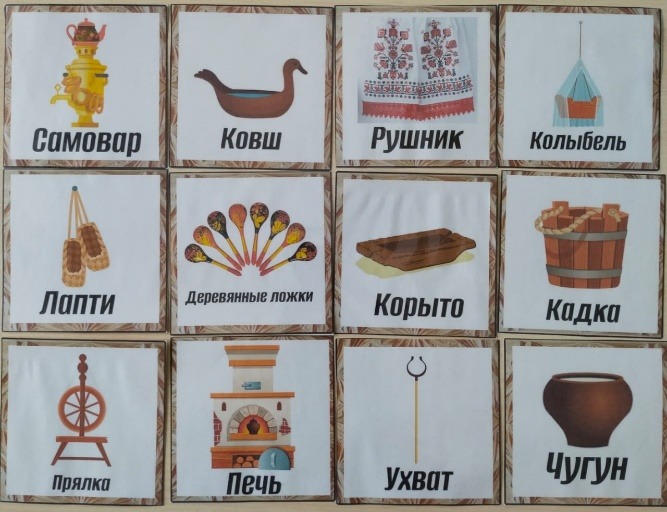 Самовар
Ковш
Рушник
Колыбель
Лапти
Деревянные ложки
Корыто
Кадка
Прялка
Печь
Ухват
Чугун